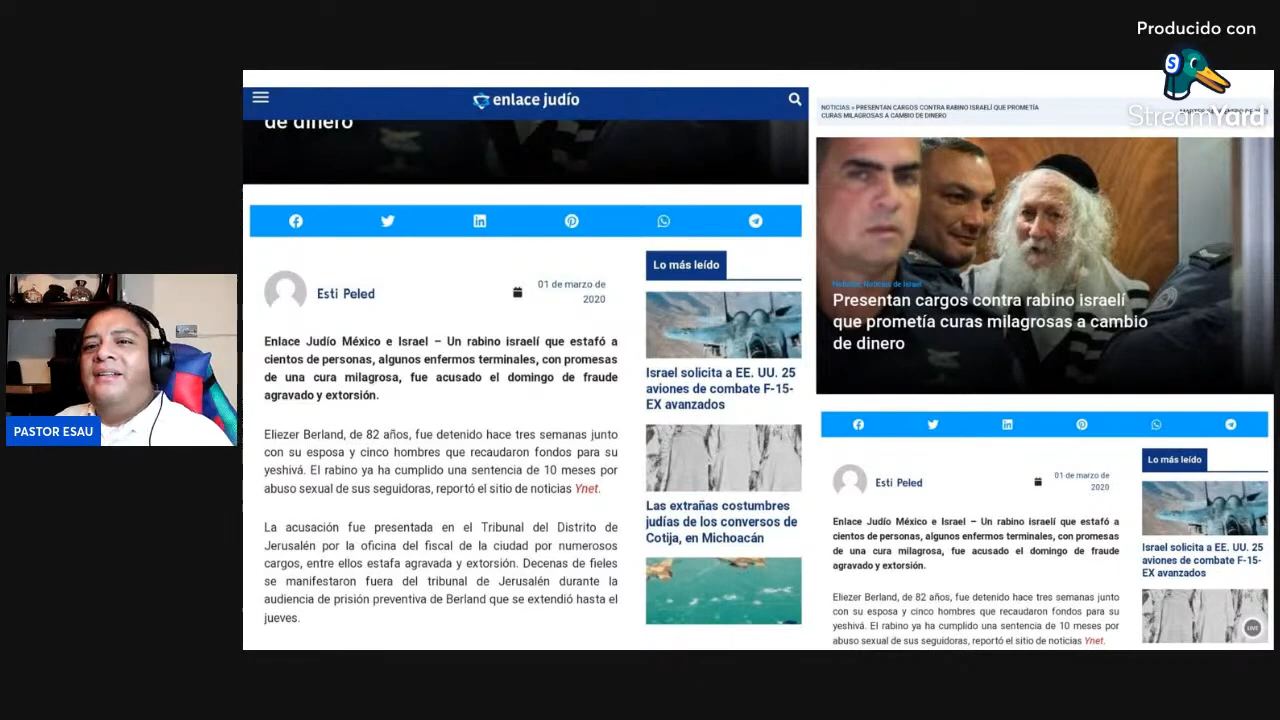 Producido con
StreamYard
PASTOR ESAU
enlace judío
de dinero
Esti Peled
01 de marzo de
2020
Enlace Judío México e Israel – Un rabino israelí que estafó a
cientos de personas, algunos enfermos terminales, con promesas
de una cura milagrosa, fue acusado el domingo de fraude
agravado y extorsión.
Eliezer Berland, de 82 años, fue detenido hace tres semanas junto
con su esposa y cinco hombres que recaudaron fondos para su
yeshivá. El rabino ya ha cumplido una sentencia de 10 meses por
abuso sexual de sus seguidoras, reportó el sitio de noticias Ynet.
La acusación fue presentada en el Tribunal del Distrito de
Jerusalén por la oficina del fiscal de la ciudad por numerosos
cargos, entre ellos estafa agravada y extorsión. Decenas de fieles
se manifestaron fuera del tribunal de Jerusalén durante la
audiencia de prisión preventiva de Berland que se extendió hasta el
jueves.
Lo más leído
Israel solicita a EE. UU. 25
aviones de combate F-15-
EX avanzados
Las extrañas costumbres
judías de los conversos de
Cotija, en Michoacán
NOTICIAS » PRESENTAN CARGOS CONTRA RABINO ISRAELÍ QUE PROMETÍA
CURAS MILAGROSAS A CAMBIO DE DINERO
Noticias, Noticias de Israel
Presentan cargos contra rabino israelí
que prometía curas milagrosas a cambio
de dinero
Esti Peled
01 de marzo de
2020
Enlace Judío México e Israel – Un rabino israelí que estafó a
cientos de personas, algunos enfermos terminales, con promesas
de una cura milagrosa, fue acusado el domingo de fraude
agravado y extorsión.
Eliezer Berland, de 82 años, fue detenido hace tres semanas junto
con su esposa y cinco hombres que recaudaron fondos para su
yeshivá. El rabino ya ha cumplido una sentencia de 10 meses por
abuso sexual de sus seguidoras, reportó el sitio de noticias Ynet.
Lo más leído
Israel solicita a EE. UU. 25
aviones de combate F-15-
EX avanzados
LIVE